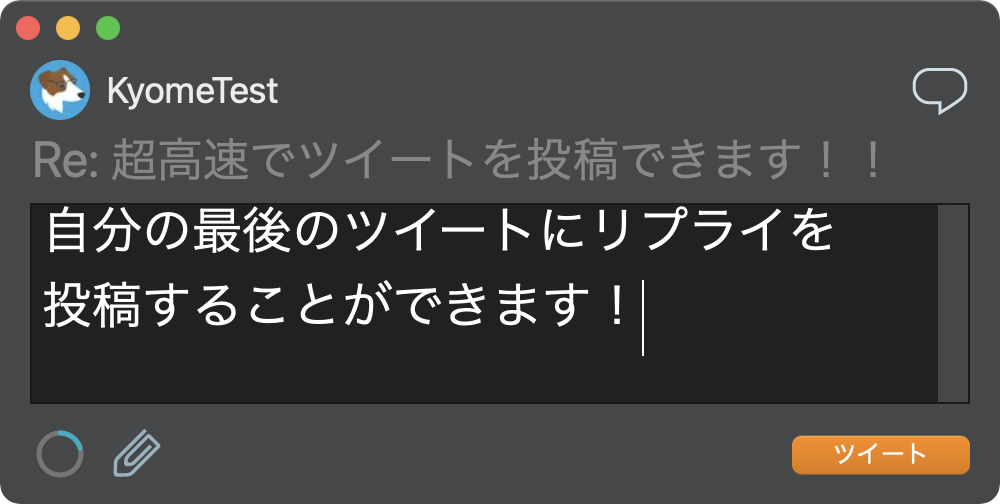 KyomeTest
Re: 超高速でツイートを投稿できます！！
自分の最後のツイートにリプライを
投稿することができます！
ツイート